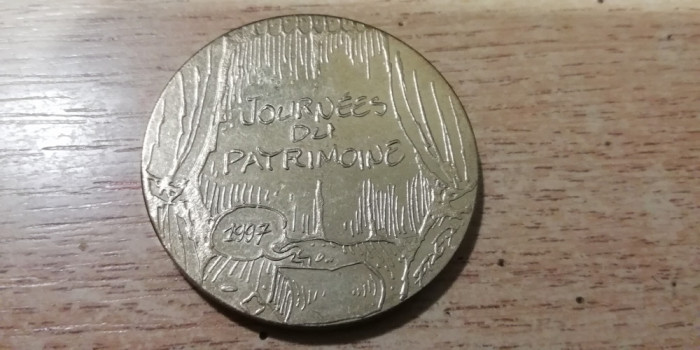 JOURNÉES
DU
PATRIMOINE
1997